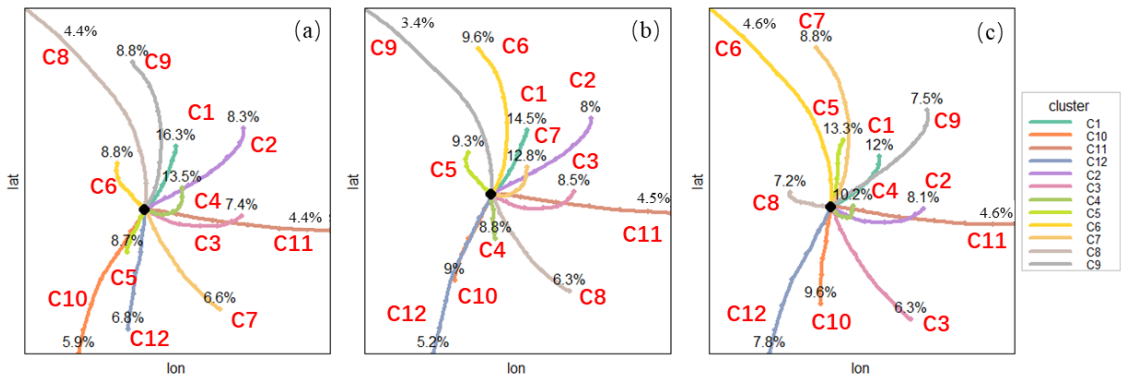 (a)
4.4%
C8
8.8%
C9
C1
16.3%
8.3%
C2
8.8%
C6
13.5%
C4
7.4%
C3
4.4%
C11
8.7%
C5
C10
6.6%
C7
6.8%
C12
5.9%
lat
lon
(b)
3.4%
C9
9.6%
C6
C2
C1
8%
14.5%
9.3%
C7
C5
12.8%
C3
8.5%
4.5%
C11
8.8%
C4
9%
C10
6.3%
C8
C12
5.2%
lat
lon
(c)
4.6%
C7
C6
8.8%
C5
7.5%
C9
13.3%
C1
12%
7.2%
C8
10.2%
C4
C2
8.1%
4.6%
C11
C12
9.6%
C10
6.3%
C3
7.8%
lat
lon
cluster
C1
C10
C11
C12
C2
C3
C4
C5
C6
C7
C8
C9